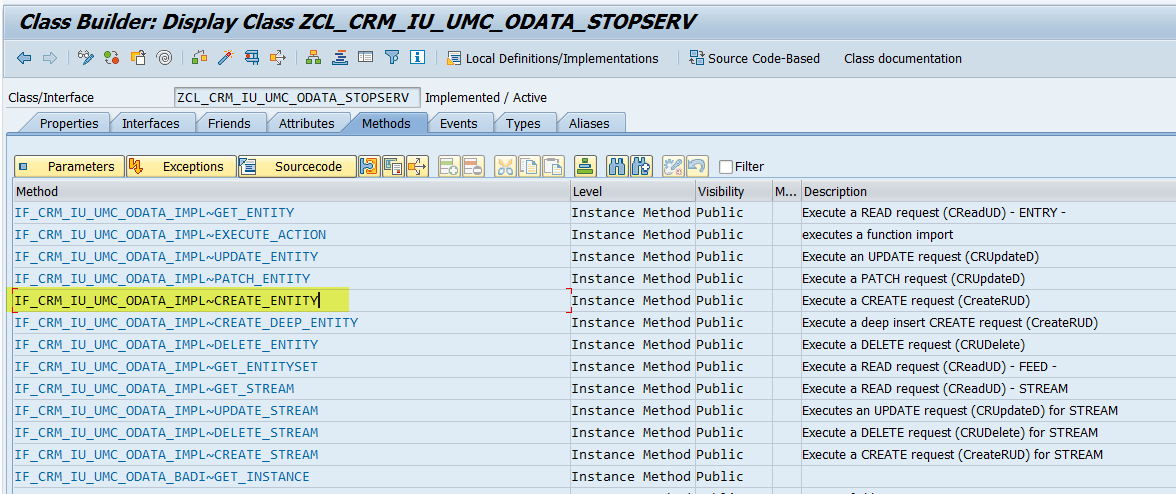 Class Builder: Display Class ZCL_CRM_IU_UMC_ODATA_STOPSERV
Local Definitions/Implementations Source Code-Based Class documentation
Class/Interface ZCL_CRM_IU_UMC_ODATA_STOPSERV Implemented / Active
Properties Interfaces Friends Attributes Methods Events Types Aliases
Parameters Exceptions Sourcecode Filter
Method Level Visibility M... Description
IF_CRM_IU_UMC_ODATA_IMPL~GET_ENTITY Instance Method Public Execute a READ request (CReadUD) - ENTRY -
IF_CRM_IU_UMC_ODATA_IMPL~EXECUTE_ACTION Instance Method Public executes a function import
IF_CRM_IU_UMC_ODATA_IMPL~UPDATE_ENTITY Instance Method Public Execute an UPDATE request (CRUpdateD)
IF_CRM_IU_UMC_ODATA_IMPL~PATCH_ENTITY Instance Method Public Execute a PATCH request (CRUpdateD)
IF_CRM_IU_UMC_ODATA_IMPL~CREATE_ENTITY Instance Method Public Execute a CREATE request (CreateRUD)
IF_CRM_IU_UMC_ODATA_IMPL~CREATE_DEEP_ENTITY Instance Method Public Execute a deep insert CREATE request (CreateRUD)
IF_CRM_IU_UMC_ODATA_IMPL~DELETE_ENTITY Instance Method Public Execute a DELETE request (CRUDelete)
IF_CRM_IU_UMC_ODATA_IMPL~GET_ENTITYSET Instance Method Public Execute a READ request (CReadUD) - FEED -
IF_CRM_IU_UMC_ODATA_IMPL~GET_STREAM Instance Method Public Execute a READ request (CReadUD) - STREAM
IF_CRM_IU_UMC_ODATA_IMPL~UPDATE_STREAM Instance Method Public Executes an UPDATE request (CRUpdateD) for STREAM
IF_CRM_IU_UMC_ODATA_IMPL~DELETE_STREAM Instance Method Public Execute a DELETE request (CRUDelete) for STREAM
IF_CRM_IU_UMC_ODATA_IMPL~CREATE_STREAM Instance Method Public Execute a CREATE request (CreateRUD) for STREAM
IF_CRM_IU_UMC_ODATA_BADI~GET_INSTANCE Instance Method Public